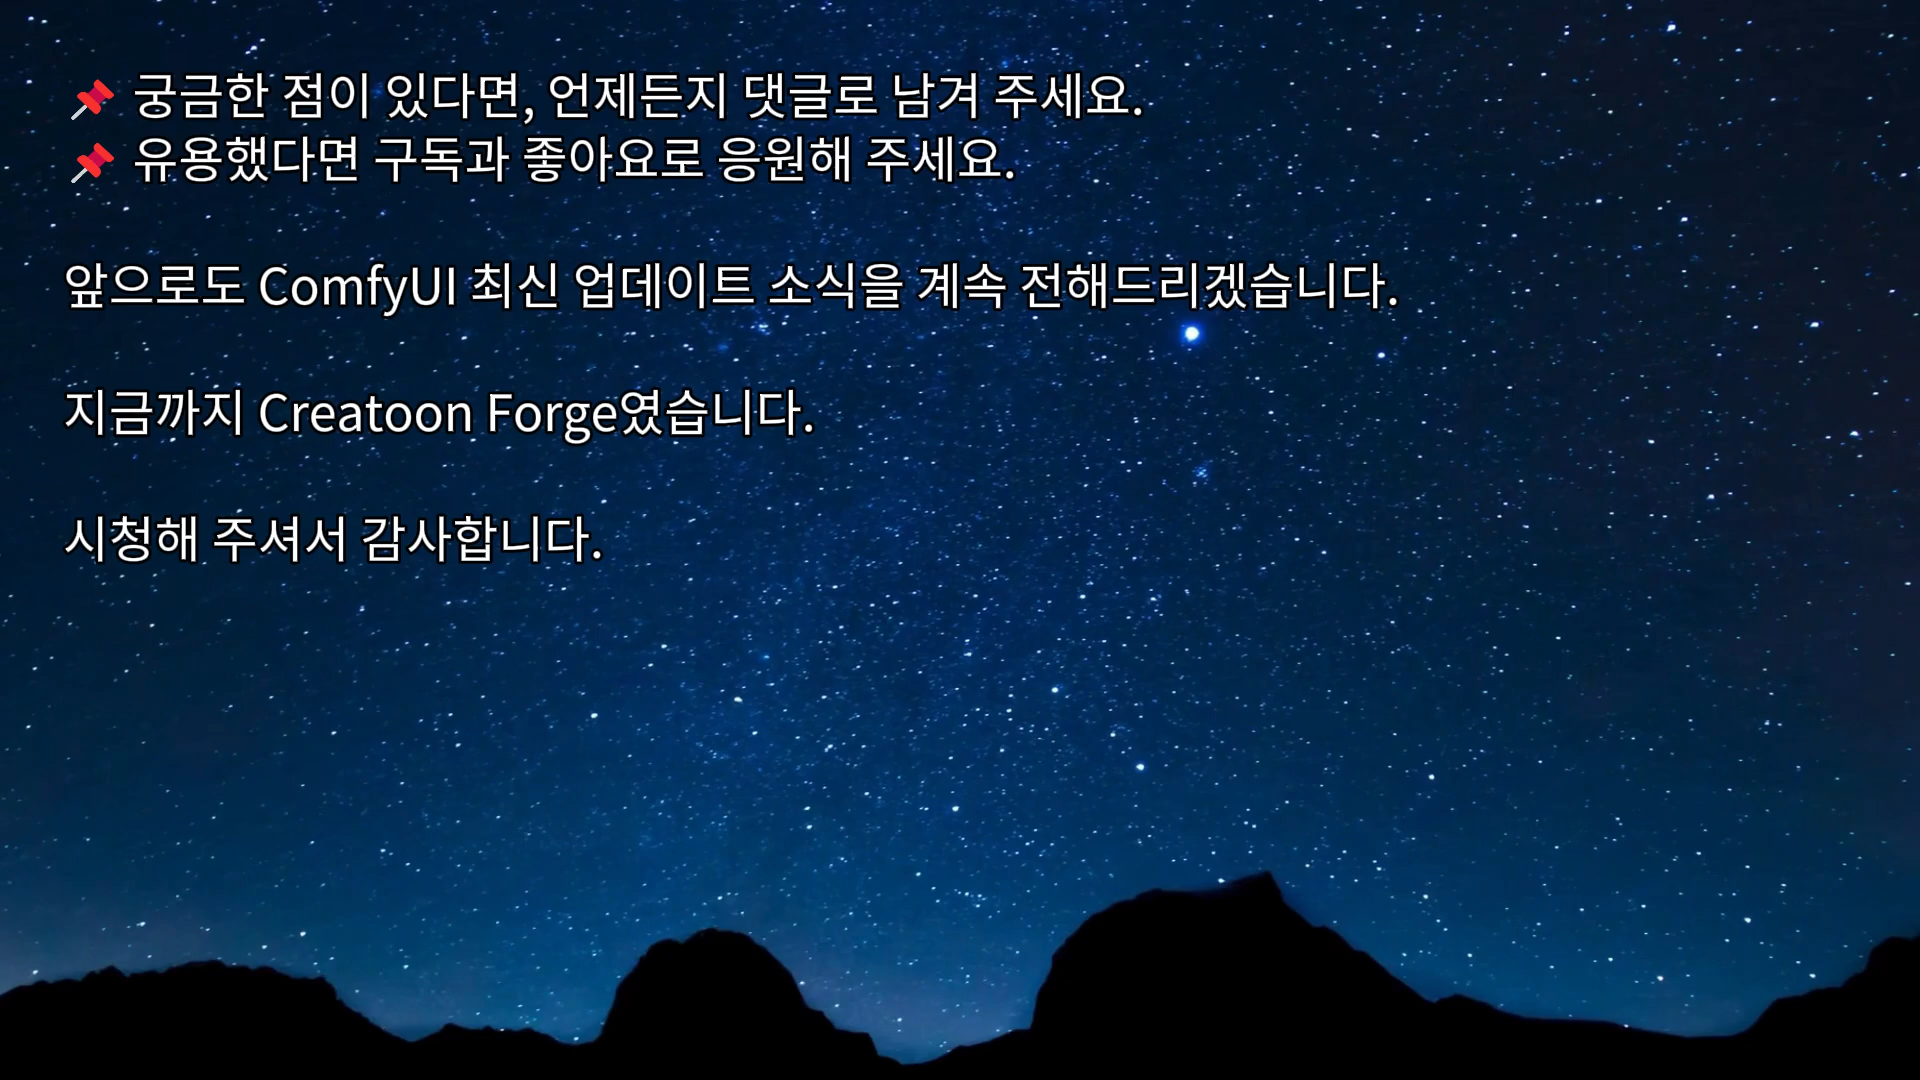 📌 궁금한 점이 있다면, 언제든지 댓글로 남겨 주세요.
📌 유용했다면 구독과 좋아요로 응원해 주세요.
앞으로도 ComfyUI 최신 업데이트 소식을 계속 전해드리겠습니다.
지금까지 Creatoon Forge였습니다.
시청해 주셔서 감사합니다.